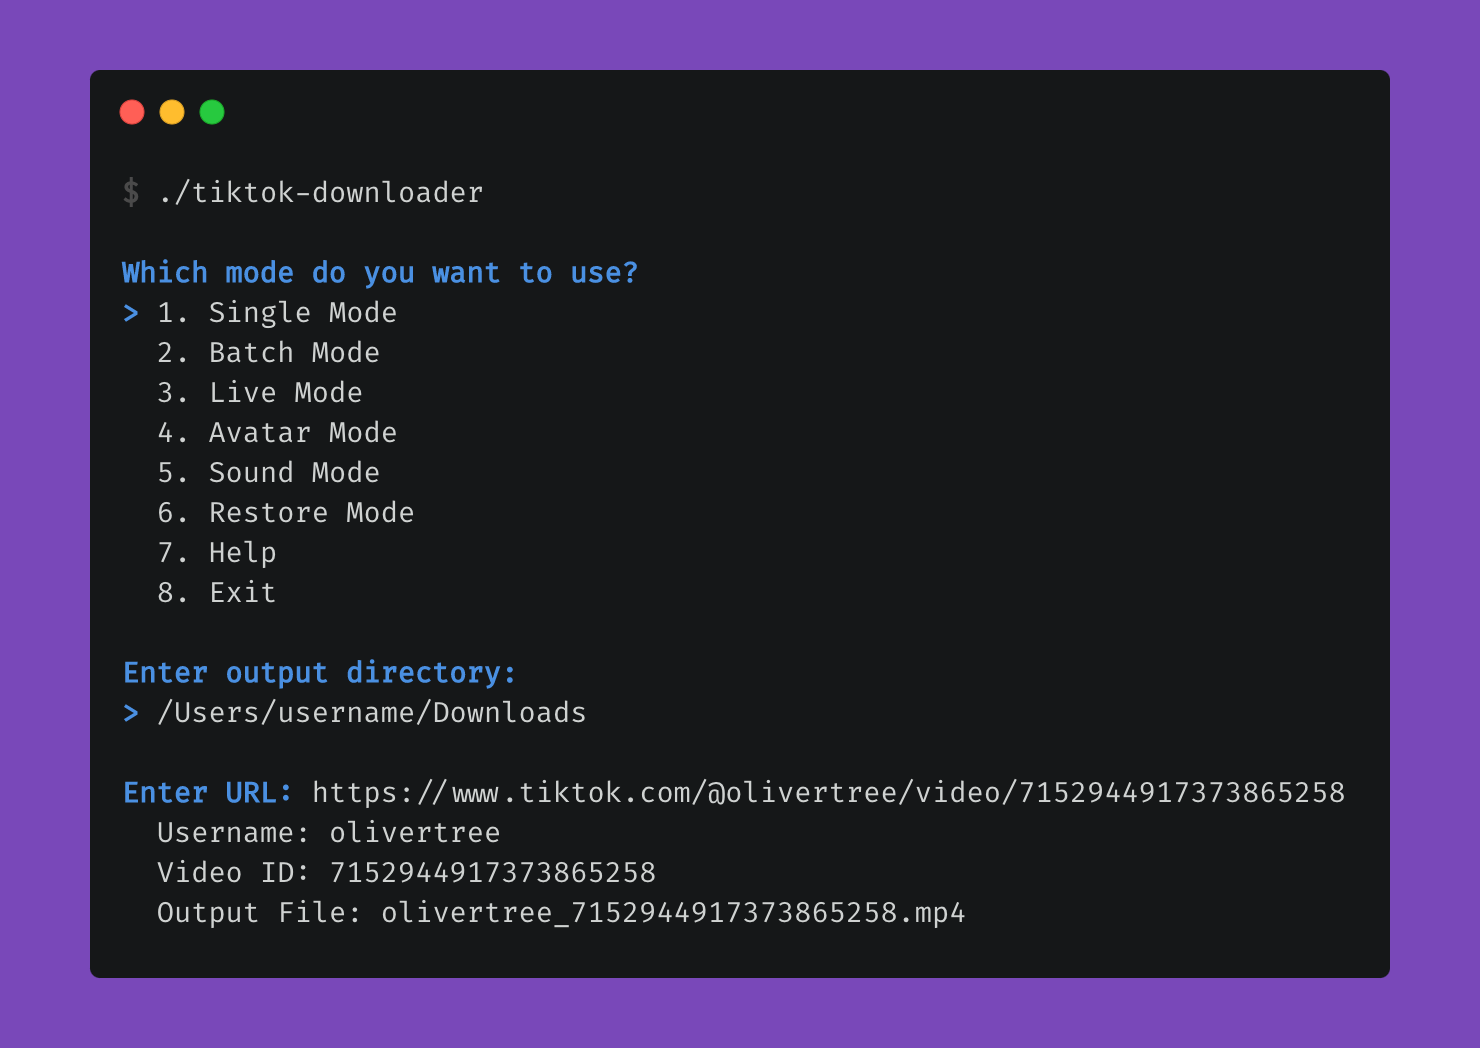 $ ./tiktok-downloader
Which mode do you want to use?
> 1. Single Mode
2. Batch Mode
3. Live Mode
4. Avatar Mode
5. Sound Mode
6. Restore Mode
7. Help
8. Exit
Enter output directory:
> /Users/username/Downloads
Enter URL: https://www.tiktok.com/@olivertree/video/7152944917373865258
Username: olivertree
Video ID: 7152944917373865258
Output File: olivertree_7152944917373865258.mp4